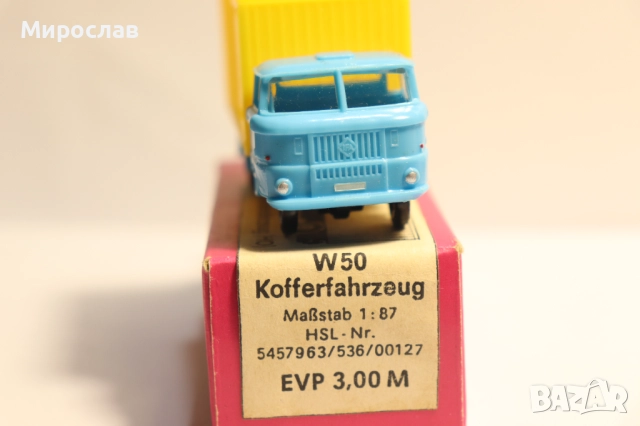 Мирослав
W50
Kofferfahrzeug
Maßstab 1:87
HSL-Nr.
5457963/536/00127
EVP 3,00 M
BAZAR